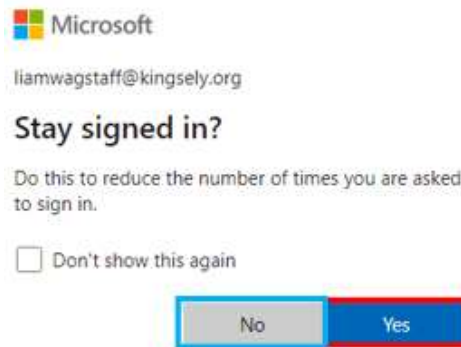 Microsoft
liamwagstaff@kingsely.org
Stay signed in?
Do this to reduce the number of times you are asked
to sign in.
Don't show this again
No Yes